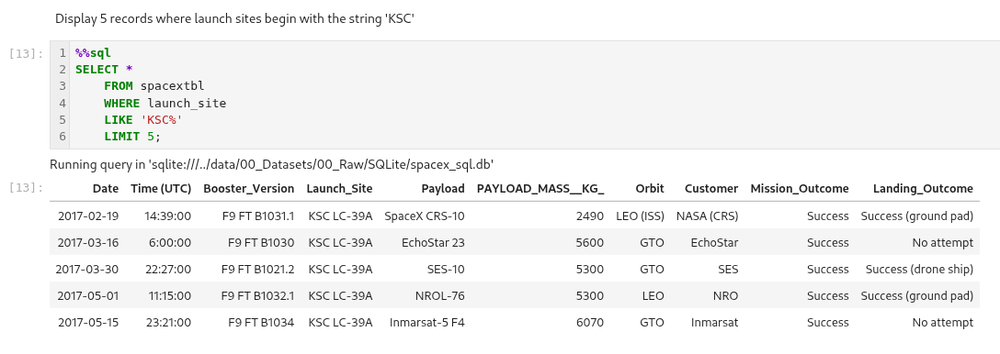 Display 5 records where launch sites begin with the string 'KSC'
[13]:
1 %%sql
2 SELECT *
3     FROM spacextbl
4     WHERE launch_site
5     LIKE 'KSC%'
6     LIMIT 5;
Running query in 'sqlite:///../data/00_Datasets/00_Raw/SQLite/spacex_sql.db'
[13]: Date Time (UTC) Booster_Version Launch_Site Payload PAYLOAD_MASS__KG_ Orbit Customer Mission_Outcome Landing_Outcome
2017-02-19 14:39:00 F9 FT B1031.1 KSC LC-39A SpaceX CRS-10 2490 LEO (ISS) NASA (CRS) Success Success (ground pad)
2017-03-16 6:00:00 F9 FT B1030 KSC LC-39A EchoStar 23 5600 GTO EchoStar Success No attempt
2017-03-30 22:27:00 F9 FT B1021.2 KSC LC-39A SES-10 5300 GTO SES Success Success (drone ship)
2017-05-01 11:15:00 F9 FT B1032.1 KSC LC-39A NROL-76 5300 LEO NRO Success Success (ground pad)
2017-05-15 23:21:00 F9 FT B1034 KSC LC-39A Inmarsat-5 F4 6070 GTO Inmarsat Success No attempt